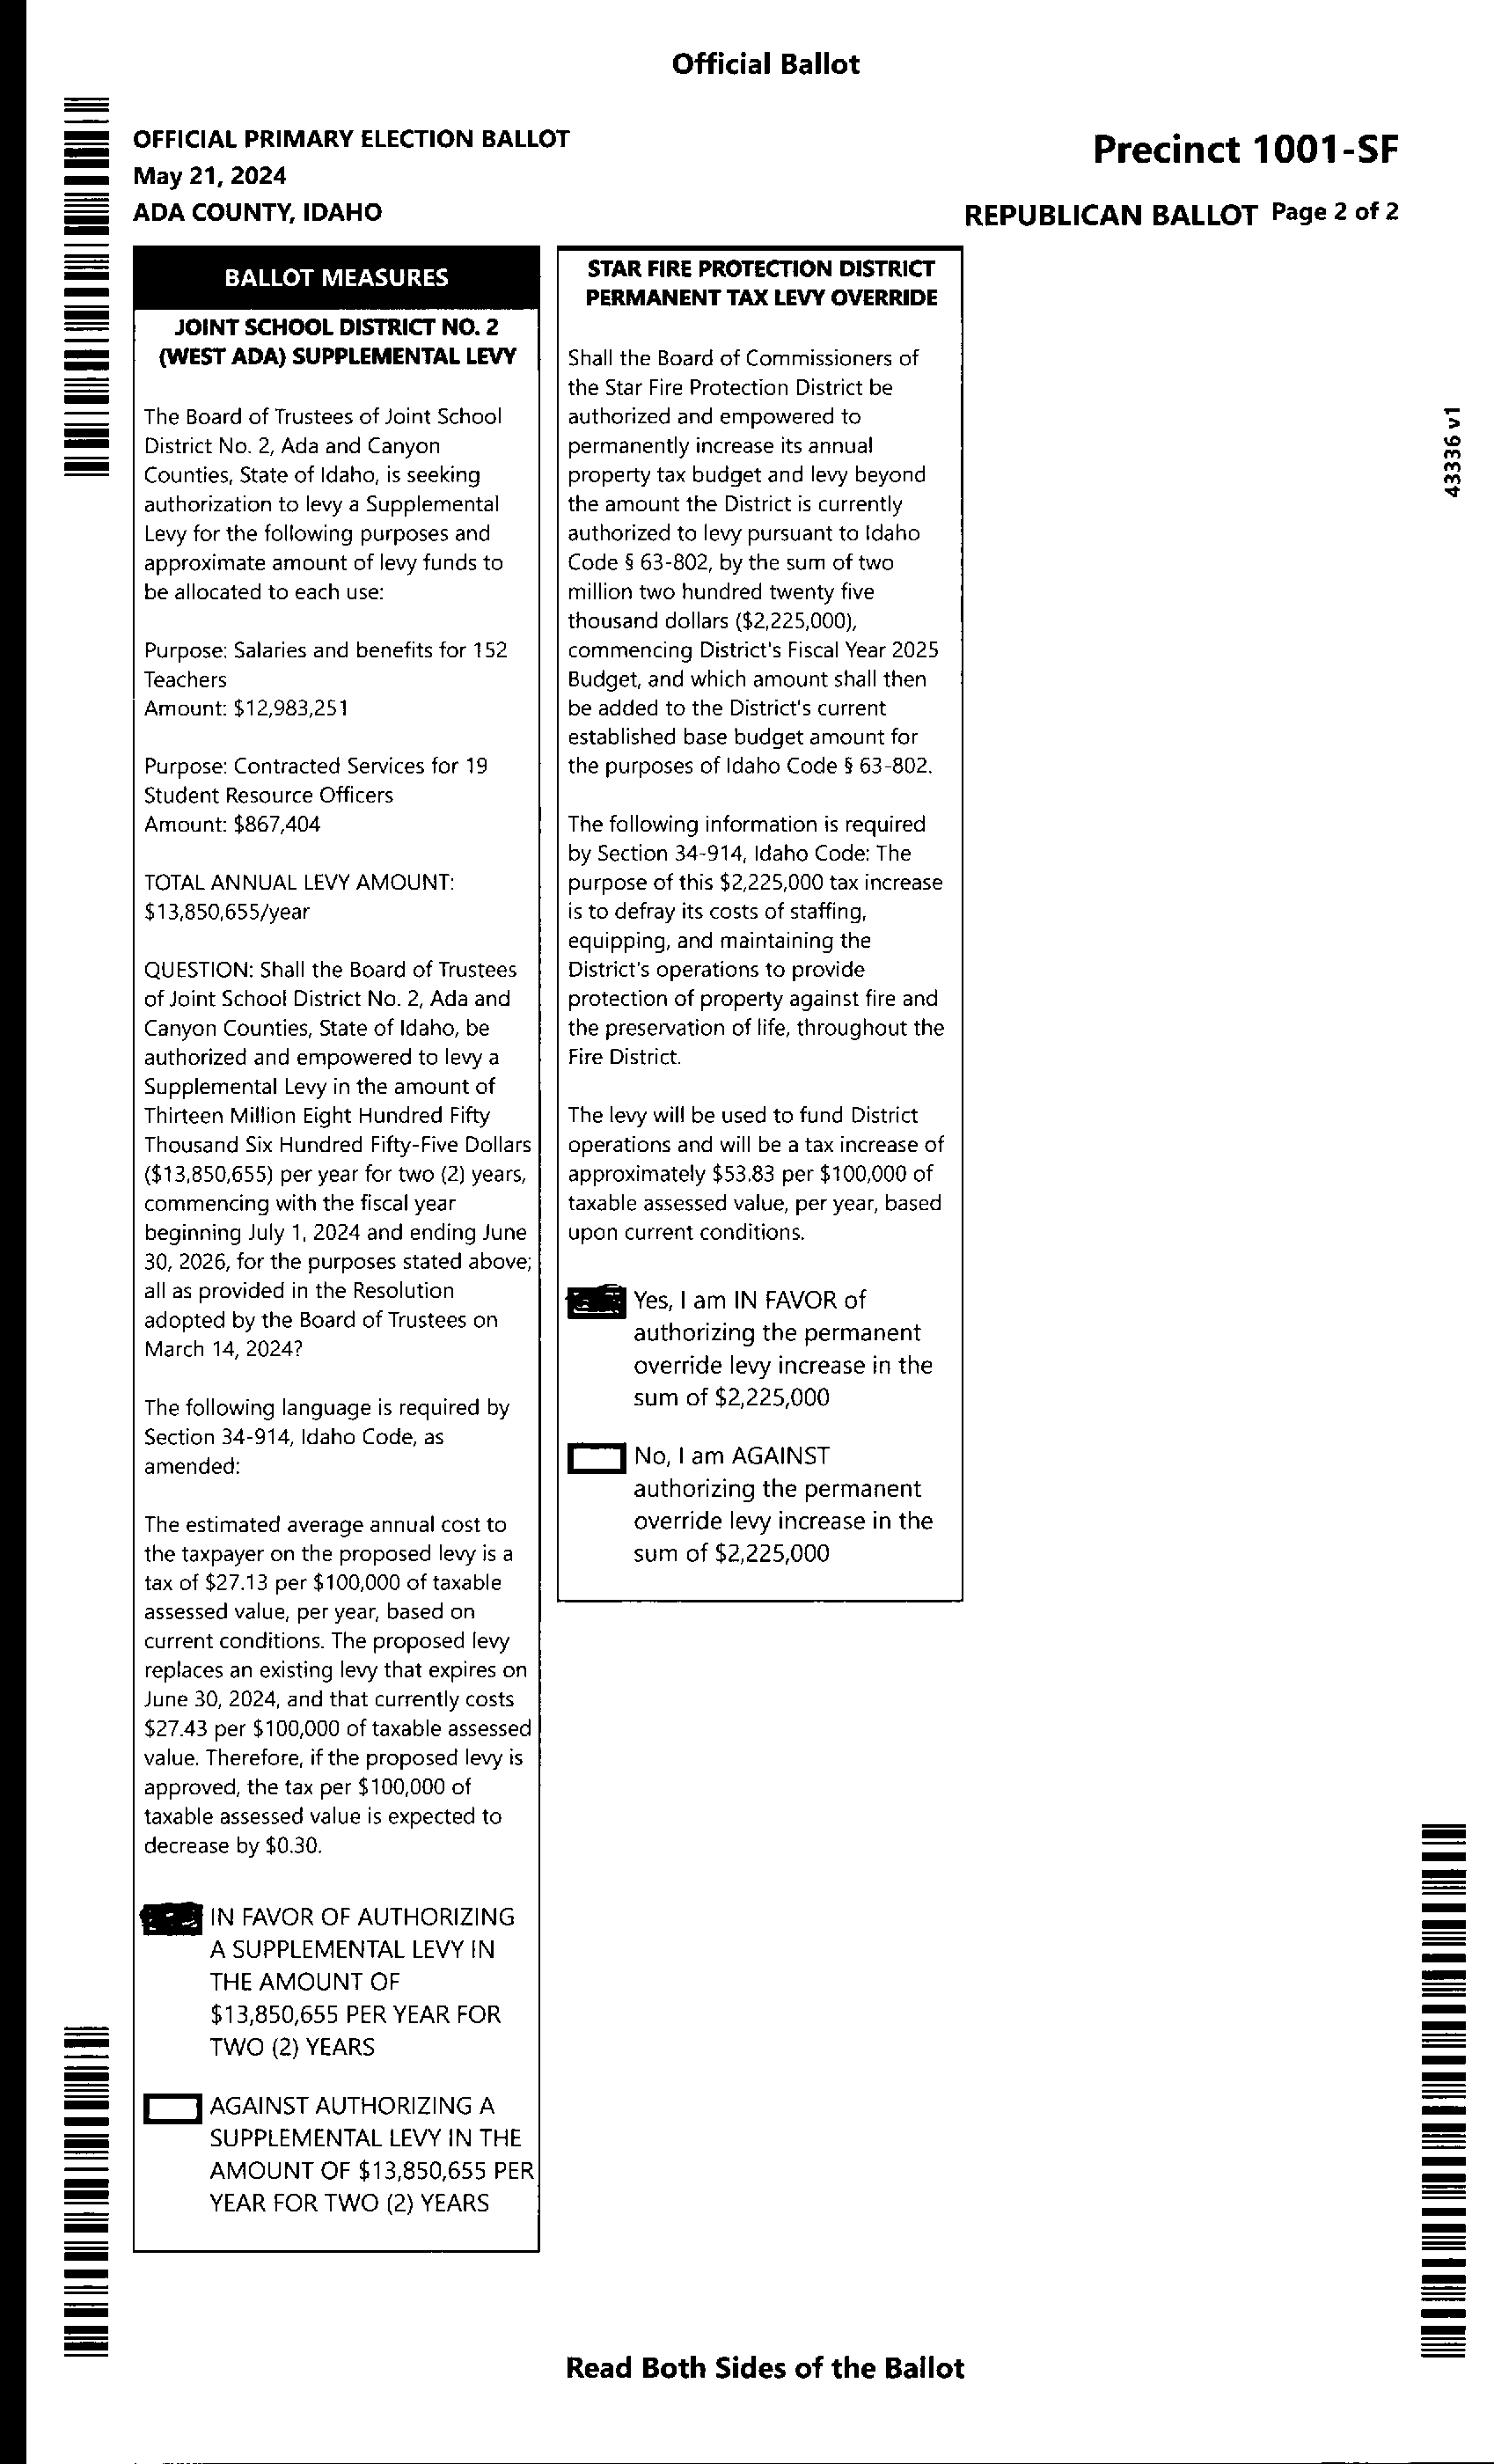 Official Ballot
OFFICIAL PRIMARY ELECTION BALLOT
May 21, 2024
ADA COUNTY, IDAHO
Precinct 1001-SF
REPUBLICAN BALLOT Page 2 of 2
BALLOT MEASURES
JOINT SCHOOL DISTRICT NO. 2
(WEST ADA) SUPPLEMENTAL LEVY
The Board of Trustees of Joint School
District No. 2, Ada and Canyon
Counties, State of Idaho, is seeking
authorization to levy a Supplemental
Levy for the following purposes and
approximate amount of levy funds to
be allocated to each use:
Purpose: Salaries and benefits for 152
Teachers
Amount: $12,983,251
Purpose: Contracted Services for 19
Student Resource Officers
Amount: $867,404
TOTAL ANNUAL LEVY AMOUNT:
$13,850,655/year
QUESTION: Shall the Board of Trustees
of Joint School District No. 2, Ada and
Canyon Counties, State of Idaho, be
authorized and empowered to levy a
Supplemental Levy in the amount of
Thirteen Million Eight Hundred Fifty
Thousand Six Hundred Fifty-Five Dollars
($13,850,655) per year for two (2) years,
commencing with the fiscal year
beginning July 1, 2024 and ending June
30, 2026, for the purposes stated above;
all as provided in the Resolution
adopted by the Board of Trustees on
March 14, 2024?
The following language is required by
Section 34-914, Idaho Code, as
amended:
The estimated average annual cost to
the taxpayer on the proposed levy is a
tax of $27.13 per $100,000 of taxable
assessed value, per year, based on
current conditions. The proposed levy
replaces an existing levy that expires on
June 30, 2024, and that currently costs
$27.43 per $100,000 of taxable assessed
value. Therefore, if the proposed levy is
approved, the tax per $100,000 of
taxable assessed value is expected to
decrease by $0.30.
IN FAVOR OF AUTHORIZING
A SUPPLEMENTAL LEVY IN
THE AMOUNT OF
$13,850,655 PER YEAR FOR
TWO (2) YEARS
AGAINST AUTHORIZING A
SUPPLEMENTAL LEVY IN THE
AMOUNT OF $13,850,655 PER
YEAR FOR TWO (2) YEARS
STAR FIRE PROTECTION DISTRICT
PERMANENT TAX LEVY OVERRIDE
Shall the Board of Commissioners of
the Star Fire Protection District be
authorized and empowered to
permanently increase its annual
property tax budget and levy beyond
the amount the District is currently
authorized to levy pursuant to Idaho
Code § 63-802, by the sum of two
million two hundred twenty five
thousand dollars ($2,225,000),
commencing District's Fiscal Year 2025
Budget, and which amount shall then
be added to the District's current
established base budget amount for
the purposes of Idaho Code § 63-802.
The following information is required
by Section 34-914, Idaho Code: The
purpose of this $2,225,000 tax increase
is to defray its costs of staffing,
equipping, and maintaining the
District's operations to provide
protection of property against fire and
the preservation of life, throughout the
Fire District.
The levy will be used to fund District
operations and will be a tax increase of
approximately $53.83 per $100,000 of
taxable assessed value, per year, based
upon current conditions.
Yes, I am IN FAVOR of
authorizing the permanent
override levy increase in the
sum of $2,225,000
No, I am AGAINST
authorizing the permanent
override levy increase in the
sum of $2,225,000
43336 v1
Read Both Sides of the Ballot